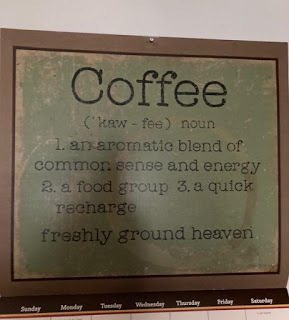 Coffee
('kaw - fee) noun
1. an aromatic blend of
common sense and energy
2. a food group 3. a quick
recharge
freshly ground heaven
Sunday Monday Tuesday Wednesday Thursday Friday Saturday